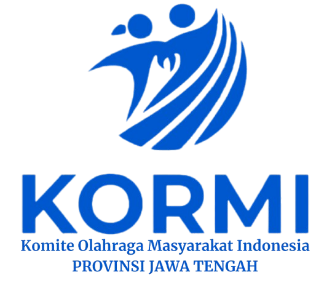 KORMI
Komite Olahraga Masyarakat Indonesia
PROVINSI JAWA TENGAH